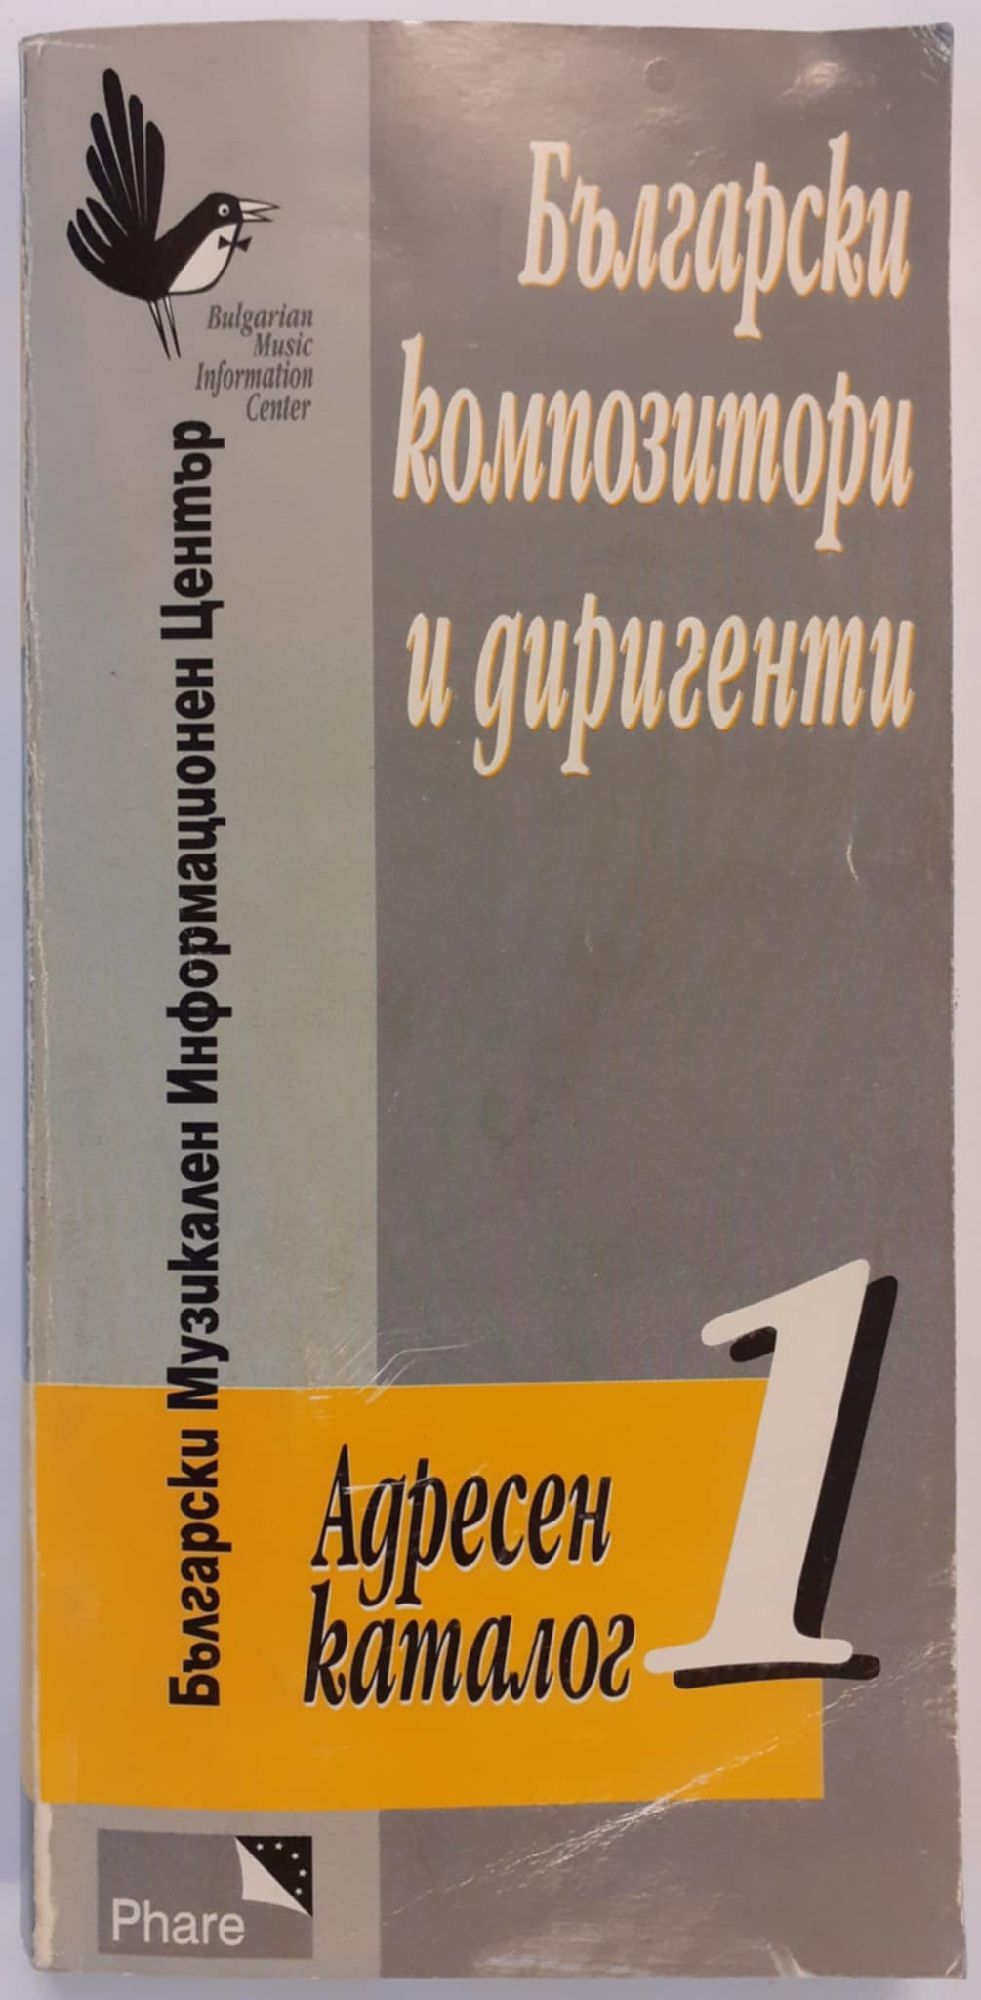 Bulgarian
Music
Information
Center
Български Музикален Информационен Център
Български
композитори
и диригенти
Адресен
каталог
1
Phare